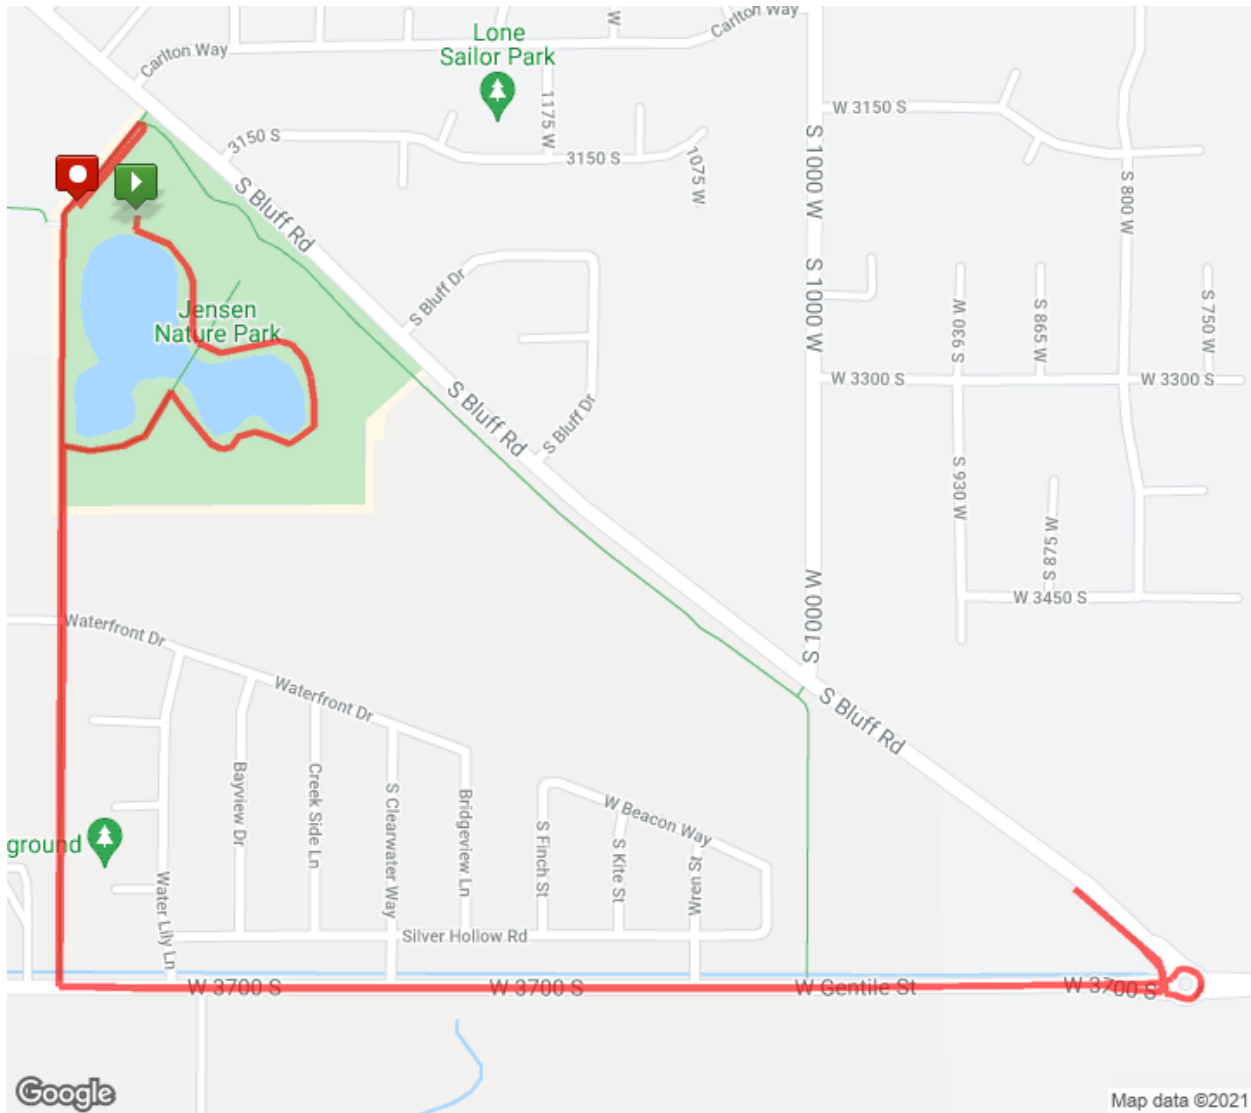 Carlton Way
W
Carlton Way
Lone
Sailor Park
1175 W
3150 S
3150 S
1075 W
S 1000 W
W 3150 S
S 800 W
S Bluff Rd
S Bluff Dr
S 1000 W
S 930 W
S 865 W
S 750 W
Jensen
Nature Park
W 3300 S
W 3300 S
S Bluff Rd
S Bluff Dr
S 930 W
S 875 W
S 1000 W
W 3450 S
Waterfront Dr
Waterfront Dr
S Bluff Rd
Bayview Dr
Creek Side Ln
S Clearwater Way
Bridgeview Ln
W Beacon Way
S Finch St
S Kite St
Wren St
ground
Water Lily Ln
Silver Hollow Rd
W 3700 S
W 3700 S
W Gentile St
W 3700 S
Google
Map data ©2021